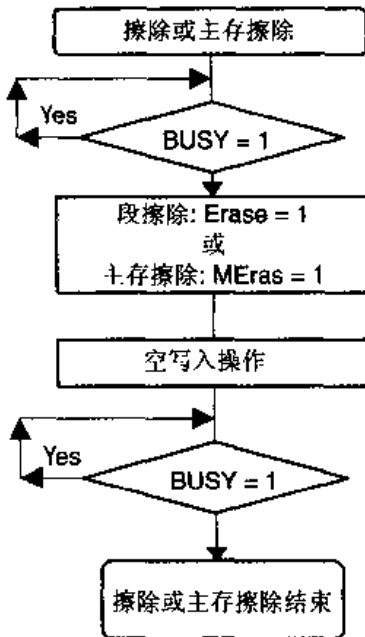 擦除或主存擦除
Yes
BUSY = 1
段擦除: Erase = 1
或
主存擦除: MEras = 1
空写入操作
Yes
BUSY = 1
擦除或主存擦除结束